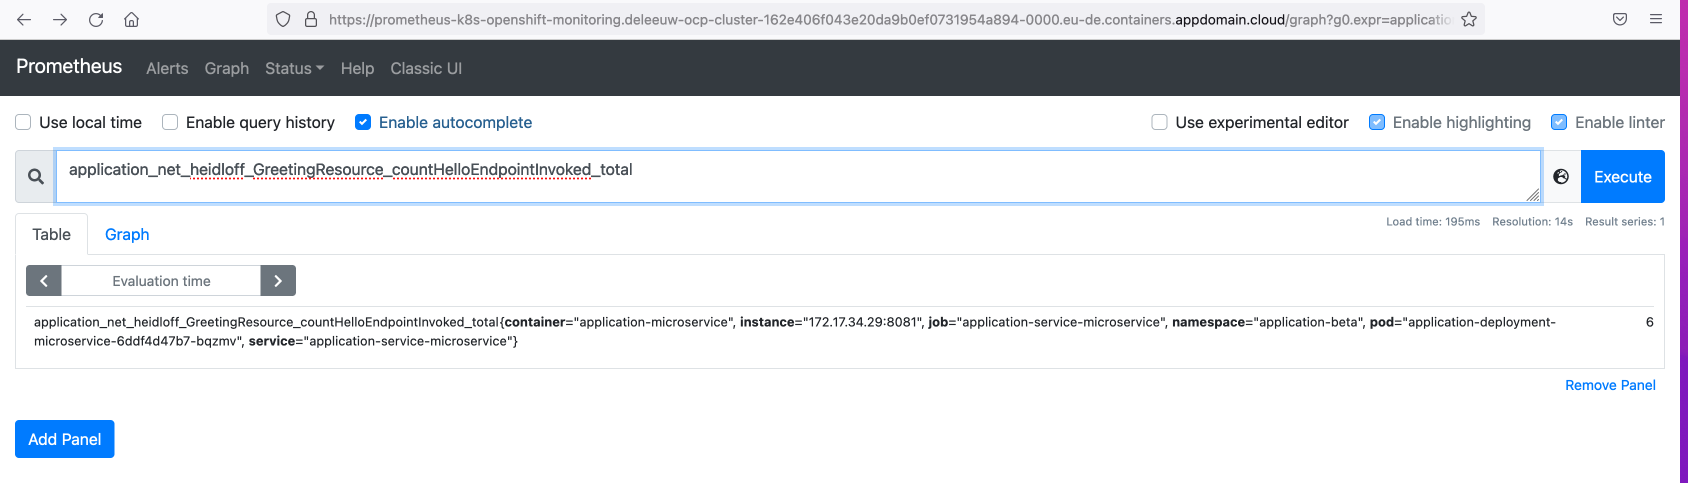 https://prometheus-k8s-openshift-monitoring.deleeuw-ocp-cluster-162e406f043e20da9b0ef0731954a894-0000.eu-de.containers.appdomain.cloud/graph?g0.expr=applicatio
Prometheus Alerts Graph Status Help Classic UI
Use local time Enable query history Enable autocomplete Use experimental editor Enable highlighting Enable linter
application_net_heidloff_GreetingResource_countHelloEndpointInvoked_total Execute
Load time: 195ms Resolution: 14s Result series: 1
Table Graph
Evaluation time
application_net_heidloff_GreetingResource_countHelloEndpointInvoked_total{container="application-microservice", instance="172.17.34.29:8081", job="application-service-microservice", namespace="application-beta", pod="application-deployment- 6
microservice-6ddf4d47b7-bqzmv", service="application-service-microservice"}
Remove Panel
Add Panel